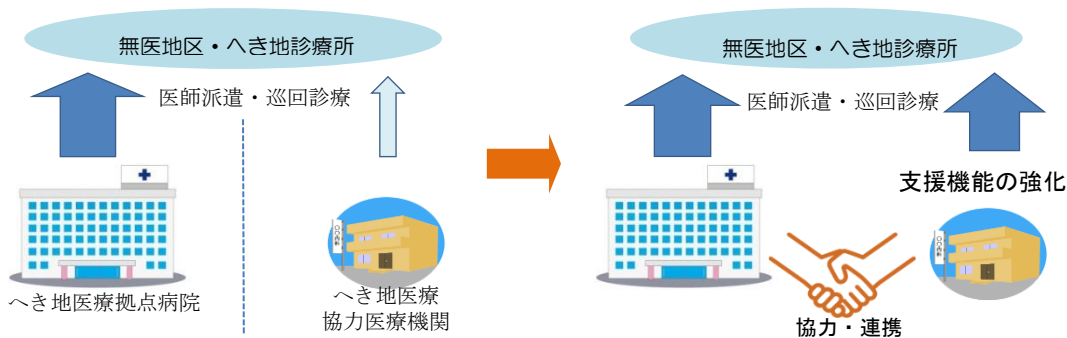 無医地区・へき地診療所
医師派遣・巡回診療
へき地医療拠点病院
へき地医療
協力医療機関
無医地区・へき地診療所
医師派遣・巡回診療
支援機能の強化
協力・連携